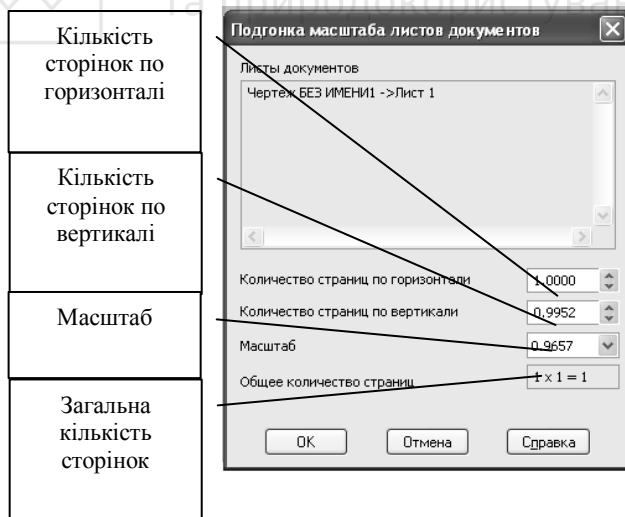 та природокористуван
Кількість
сторінок по
горизонталі
Кількість
сторінок по
вертикалі
Масштаб
Загальна
кількість
сторінок
Подгонка масштаба листов документов
Листы документов
Чертеж БЕЗ ИМЕНИ1 ->Лист 1
Количество страниц по горизонтали 1.0000
Количество страниц по вертикали 0.9952
Масштаб 0.9657
Общее количество страниц 1 x 1 = 1
OK Отмена Справка